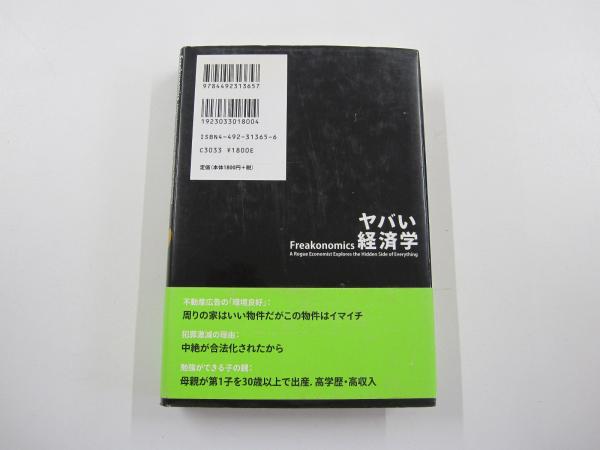 9784492313657
1923033018004
ISBN4-492-31365-6
C3033 ¥1800E
定価(本体1800円+税)
ヤバい
経済学
Freakonomics
A Rogue Economist Explores the Hidden Side of Everything
不動産広告の「環境良好」:
周りの家はいい物件だがこの物件はイマイチ
犯罪激減の理由:
中絶が合法化されたから
勉強ができる子の親:
母親が第1子を30歳以上で出産, 高学歴・高収入